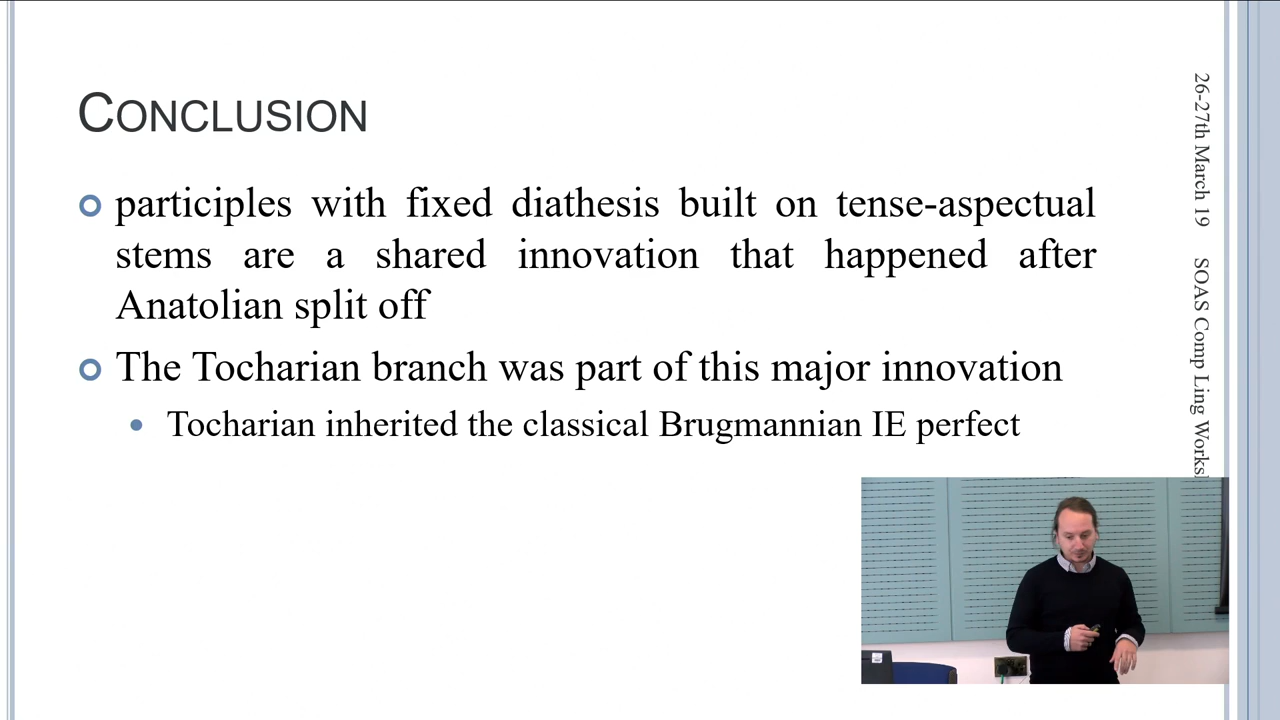 CONCLUSION
participles with fixed diathesis built on tense-aspectual
stems are a shared innovation that happened after
Anatolian split off
The Tocharian branch was part of this major innovation
Tocharian inherited the classical Brugmannian IE perfect
26-27th March 19 SOAS Comp Ling